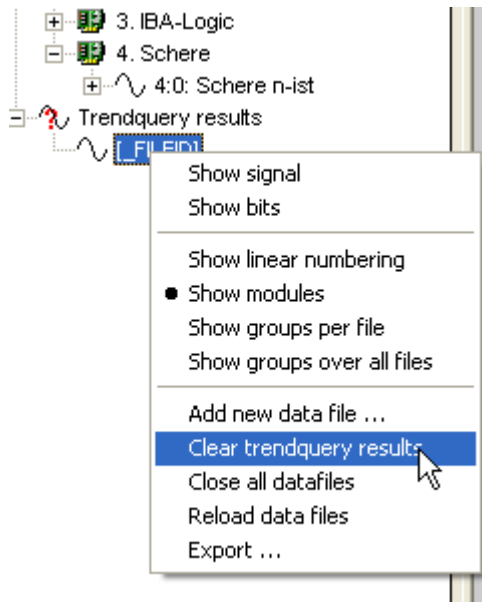 3. IBA-Logic
4. Schere
4:0: Schere n-ist
Trendquery results
[_FILEID]
Show signal
Show bits
Show linear numbering
Show modules
Show groups per file
Show groups over all files
Add new data file ...
Clear trendquery results
Close all datafiles
Reload data files
Export ...